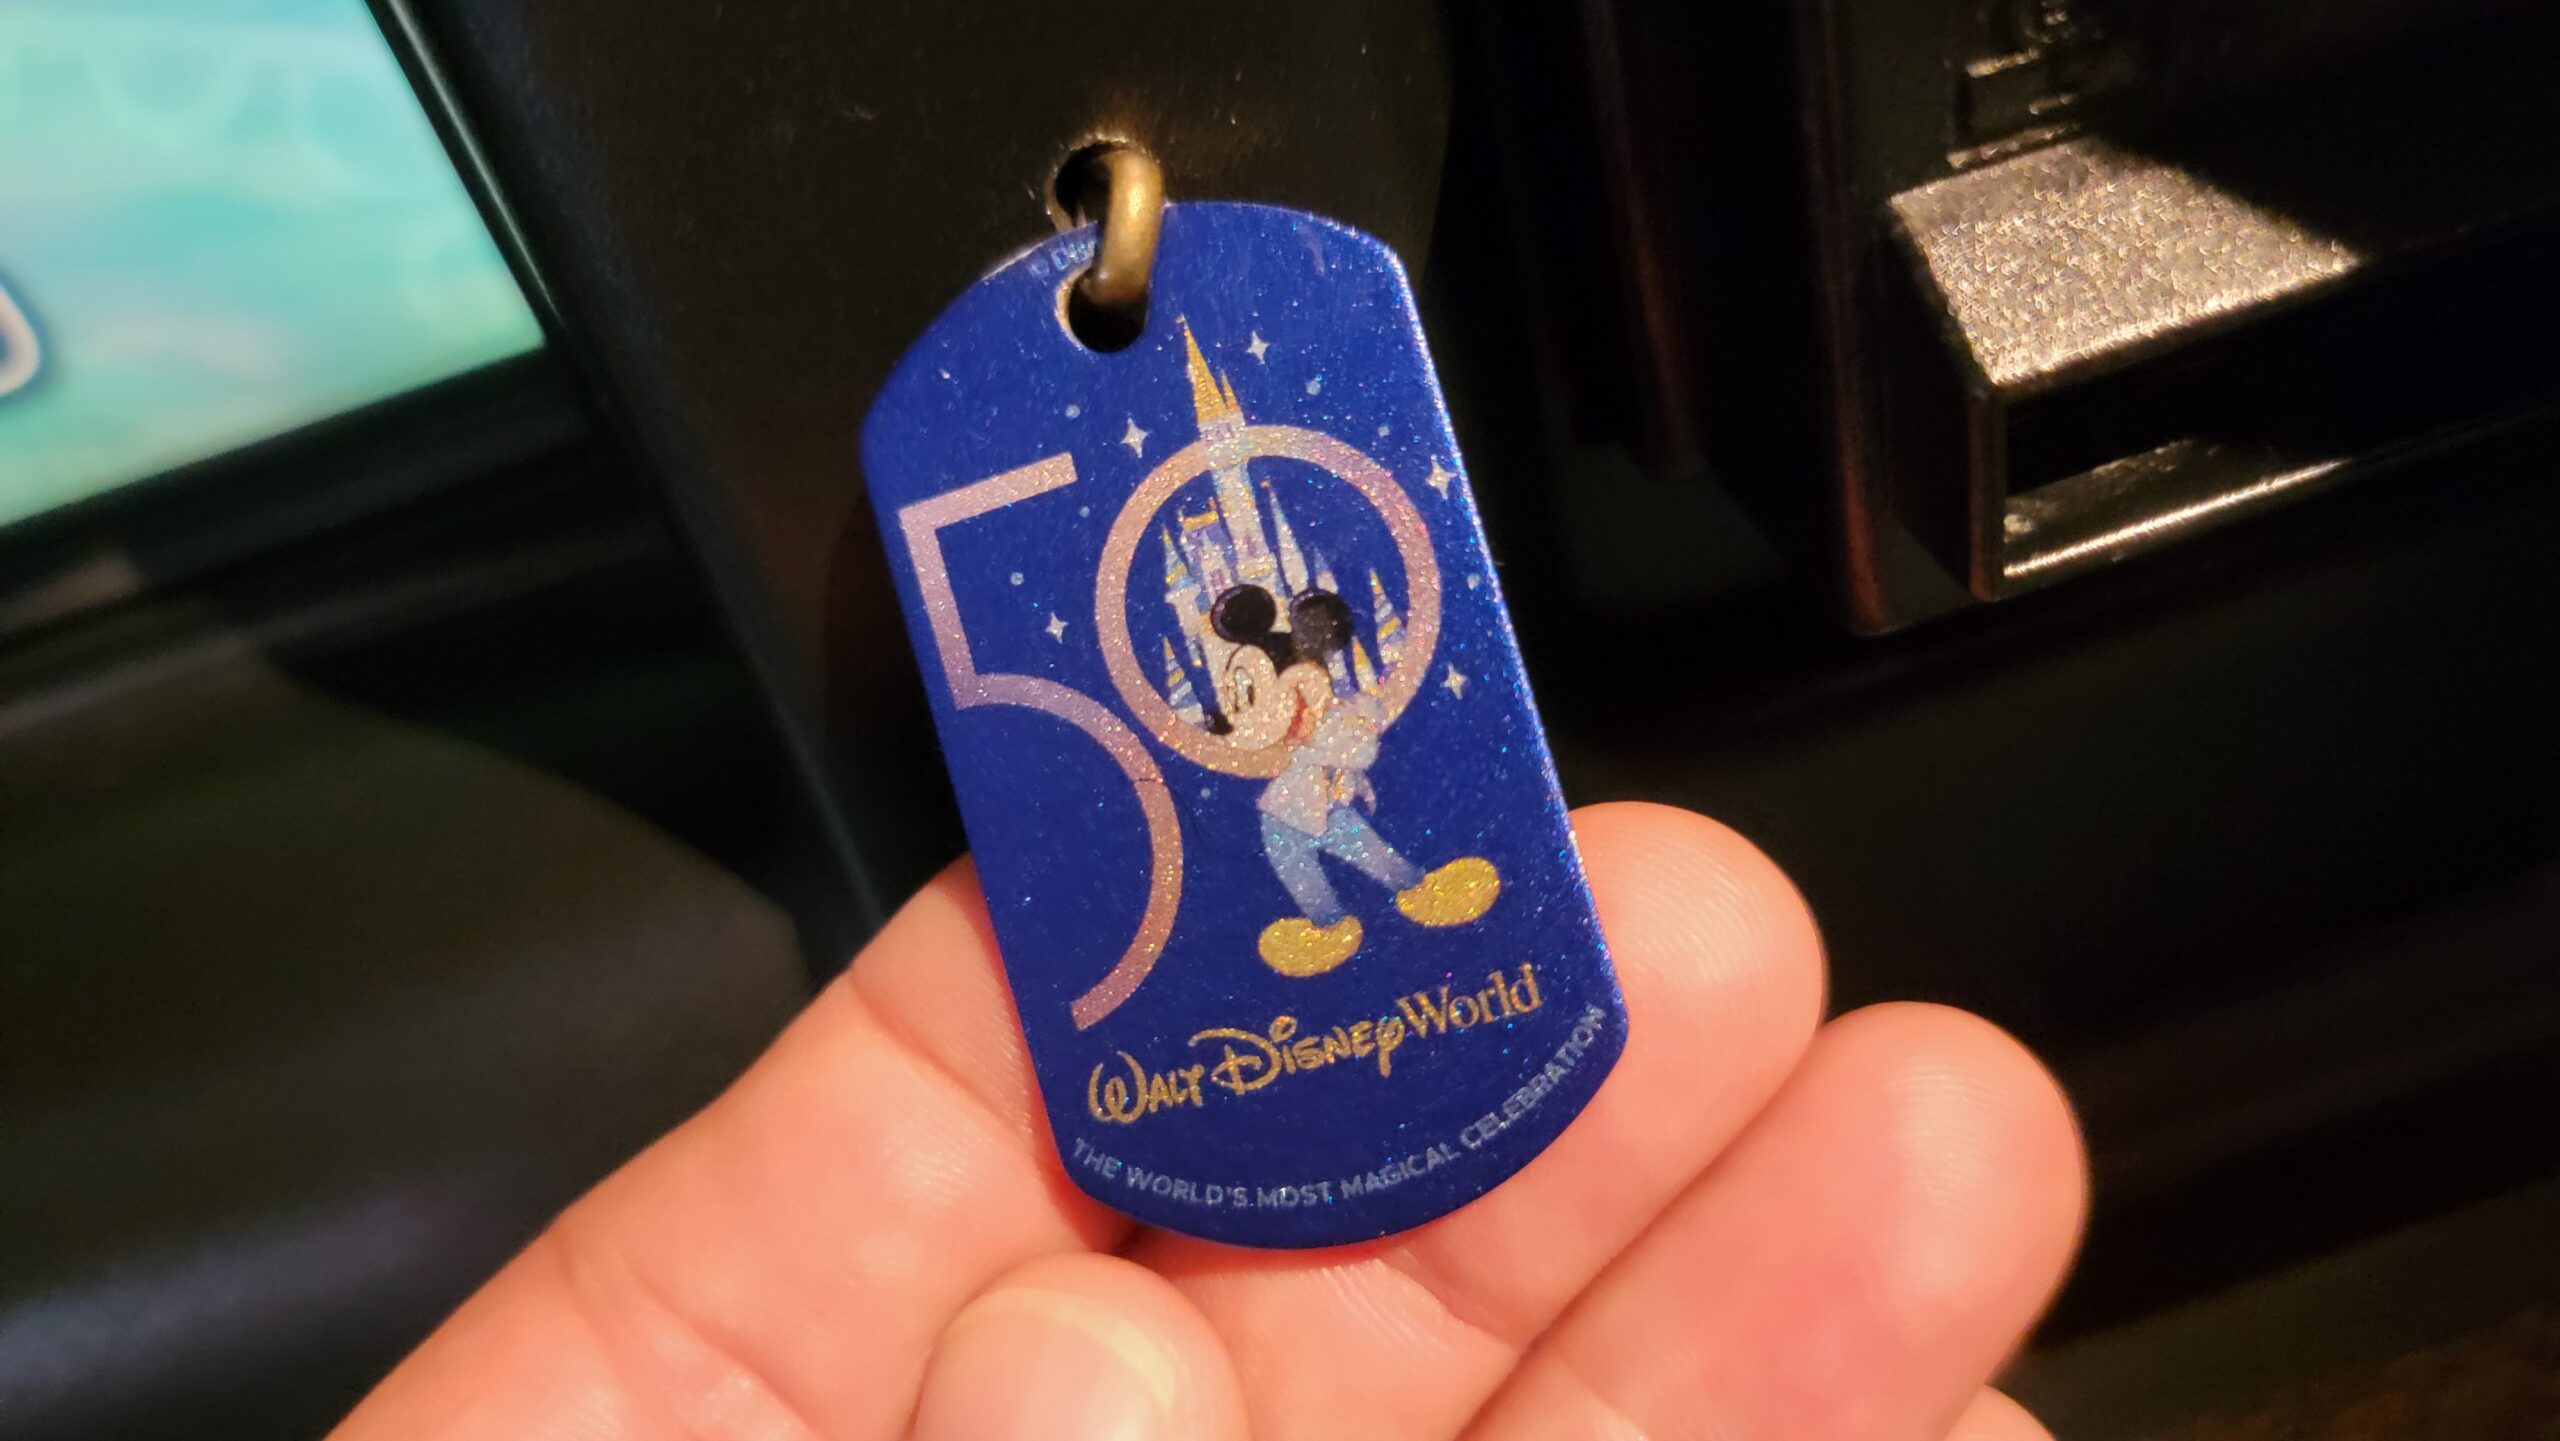 50
WALT DISNEY World
THE WORLD'S MOST MAGICAL CELEBRATION